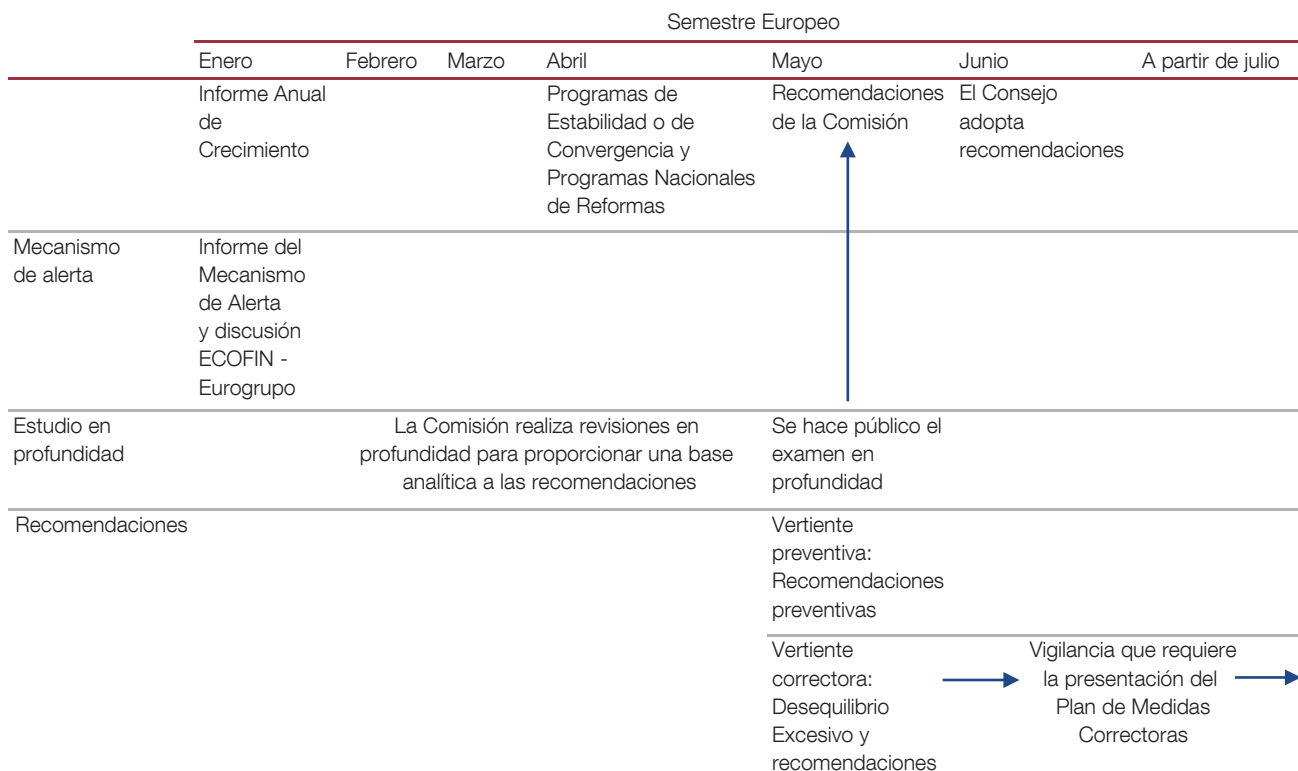 Semestre Europeo
Enero Febrero Marzo Abril Mayo Junio A partir de julio
Informe Anual
de
Crecimiento
Programas de
Estabilidad o de
Convergencia y
Programas Nacionales
de Reformas
Recomendaciones
de la Comisión
El Consejo
adopta
recomendaciones
Mecanismo
de alerta
Informe del
Mecanismo
de Alerta
y discusión
ECOFIN -
Eurogrupo
Estudio en
profundidad
La Comisión realiza revisiones en
profundidad para proporcionar una base
analítica a las recomendaciones
Se hace público el
examen en
profundidad
Recomendaciones
Vertiente
preventiva:
Recomendaciones
preventivas
Vertiente
correctora:
Desequilibrio
Excesivo y
recomendaciones
Vigilancia que requiere
la presentación del
Plan de Medidas
Correctoras